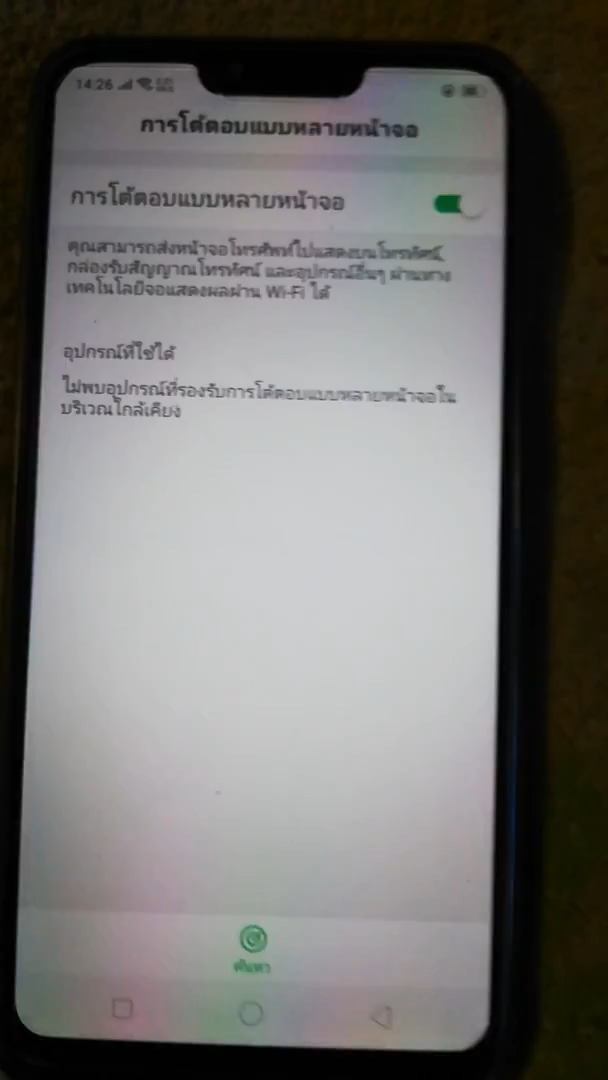 14:26
การโต้ตอบแบบหลายหน้าจอ
การโต้ตอบแบบหลายหน้าจอ
คุณสามารถส่งหน้าจอโทรศัพท์ไปแสดงบนโทรทัศน์,
กล่องรับสัญญาณโทรทัศน์ และอุปกรณ์อื่นๆ ผ่านทาง
เทคโนโลยีจอแสดงผลผ่าน Wi-Fi ได้
อุปกรณ์ที่ใช้ได้
ไม่พบอุปกรณ์ที่รองรับการโต้ตอบแบบหลายหน้าจอใน
บริเวณใกล้เคียง
ค้นหา